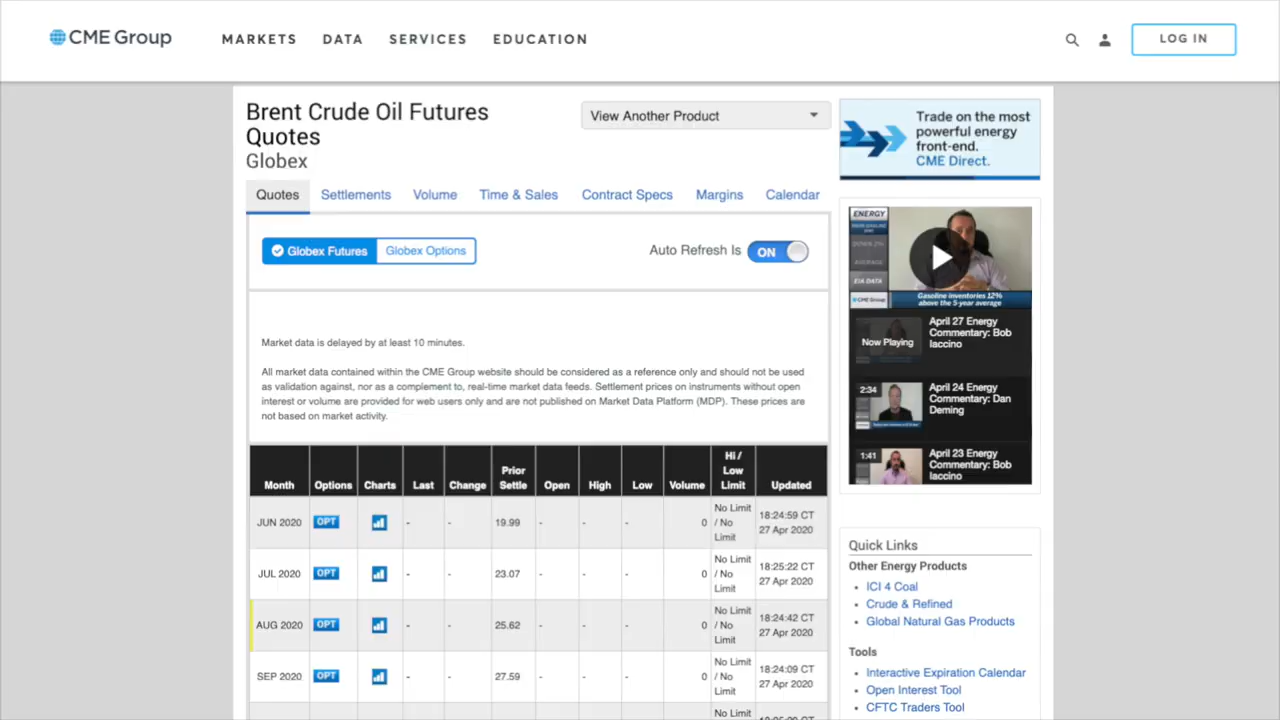 CME Group
MARKETS DATA SERVICES EDUCATION
LOG IN
Brent Crude Oil Futures
Quotes
Globex
View Another Product
Quotes Settlements Volume Time & Sales Contract Specs Margins Calendar
Globex Futures Globex Options
Auto Refresh Is ON
Market data is delayed by at least 10 minutes.
All market data contained within the CME Group website should be considered as a reference only and should not be used
as validation against, nor as a complement to, real-time market data feeds. Settlement prices on instruments without open
interest or volume are provided for web users only and are not published on Market Data Platform (MDP). These prices are
not based on market activity.
Month Options Charts Last Change Prior Settle Open High Low Volume Hi / Low Limit Updated
JUN 2020 OPT - - 19.99 - - - 0 No Limit / No Limit 18:24:59 CT 27 Apr 2020
JUL 2020 OPT - - 23.07 - - - 0 No Limit / No Limit 18:25:22 CT 27 Apr 2020
AUG 2020 OPT - - 25.62 - - - 0 No Limit / No Limit 18:24:42 CT 27 Apr 2020
SEP 2020 OPT - - 27.59 - - - 0 No Limit / No Limit 18:24:09 CT 27 Apr 2020
No Limit
Trade on the most
powerful energy
front-end.
CME Direct.
ENERGY
DOWN 2%
AVERAGE
EIA DATA
CME Group
Gasoline inventories 12%
above the 5-year average
Now Playing
April 27 Energy
Commentary: Bob
Iaccino
2:34
April 24 Energy
Commentary: Dan
Deming
1:41
April 23 Energy
Commentary: Bob
Iaccino
Quick Links
Other Energy Products
ICI 4 Coal
Crude & Refined
Global Natural Gas Products
Tools
Interactive Expiration Calendar
Open Interest Tool
CFTC Traders Tool